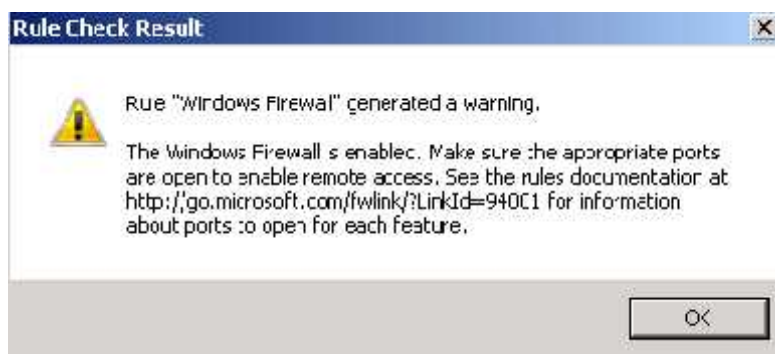 Rule Check Result
Rule "Windows Firewall" generated a warning.
The Windows Firewall is enabled. Make sure the appropriate ports
are open to enable remote access. See the rules documentation at
http://go.microsoft.com/fwlink/?LinkId=94001 for information
about ports to open for each feature.
OK